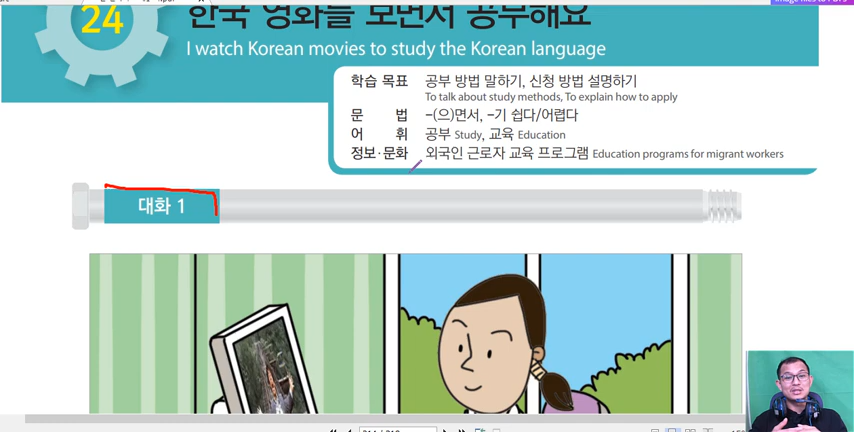 24
한국 영화를 보면서 공부해요
I watch Korean movies to study the Korean language
학습 목표 공부 방법 말하기, 신청 방법 설명하기
To talk about study methods, To explain how to apply
문 법 -(으)면서, -기 쉽다/어렵다
어 휘 공부 Study, 교육 Education
정보·문화 외국인 근로자 교육 프로그램 Education programs for migrant workers
대화 1